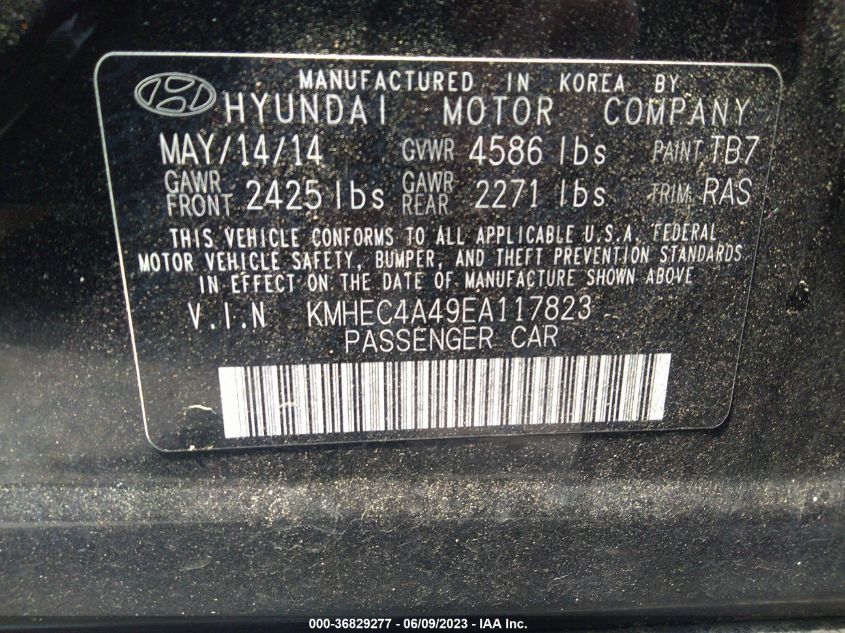 MANUFACTURED IN KOREA BY
HYUNDAI MOTOR COMPANY
MAY/14/14 GVWR 4586 lbs PAINT TB7
GAWR FRONT 2425 lbs GAWR REAR 2271 lbs TRIM: RAS
THIS VEHICLE CONFORMS TO ALL APPLICABLE U.S.A. FEDERAL
MOTOR VEHICLE SAFETY, BUMPER, AND THEFT PREVENTION STANDARDS
IN EFFECT ON THE DATE OF MANUFACTURE SHOWN ABOVE
V.I.N KMHEC4A49EA117823
PASSENGER CAR
000-36829277 - 06/09/2023 - IAA Inc.